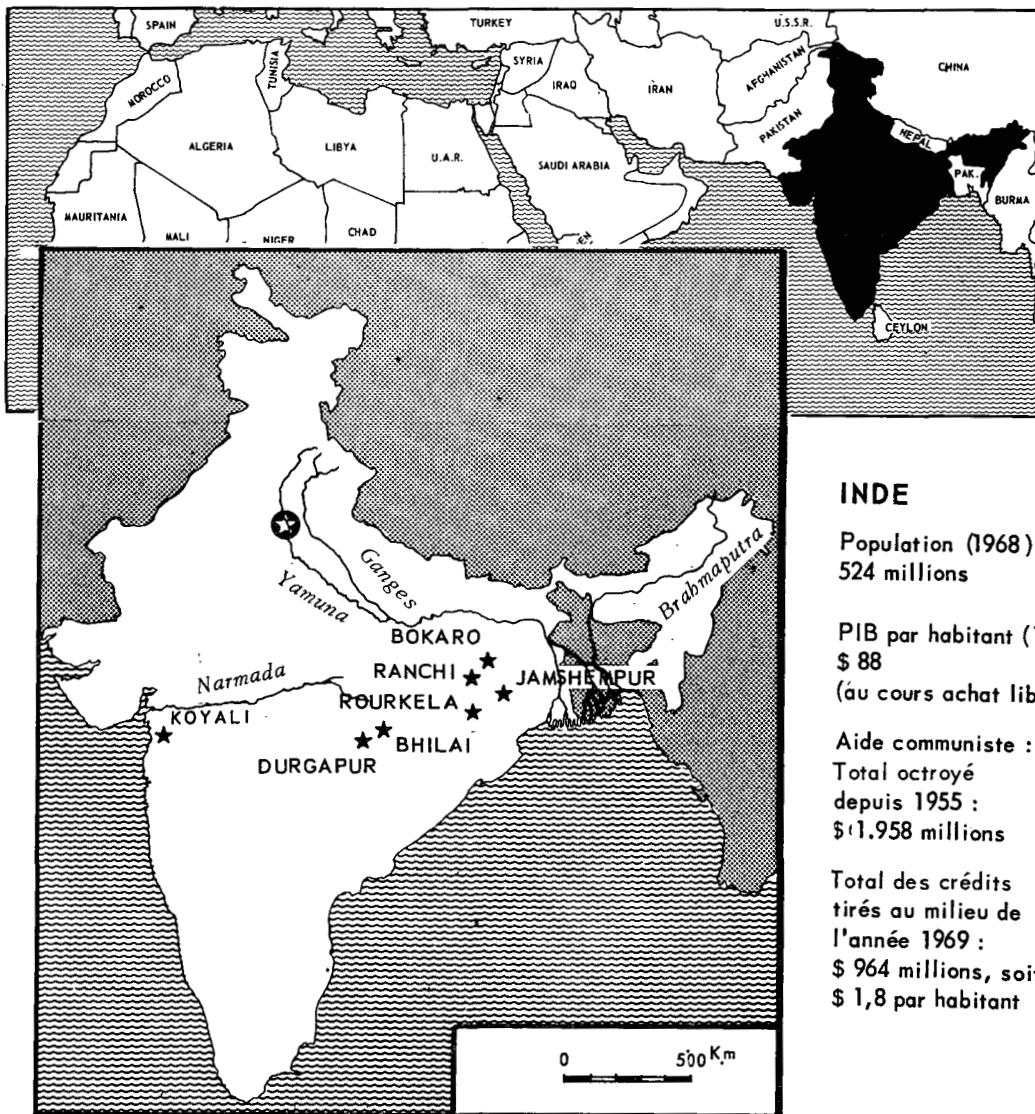 SPAIN
TURKEY
U.S.S.R.
TUNISIA
SYRIA
AFGHANISTAN
CHINA
MOROCCO
IRAQ
IRAN
ALGERIA
LIBYA
U.A.R.
PAKISTAN
NEPAL
SAUDI ARABIA
PAK.
MAURITANIA
BURMA
MALI
NIGER
CHAD
CEYLON
Ganges
Yamuna
Brahmaputra
BOKARO
RANCHI
JAMSHEMPUR
Narmada
ROURKELA
KOYALI
BHILAI
DURGAPUR
0 500 Km
INDE
Population (1968)
524 millions
PIB par habitant (
$ 88
(au cours achat lib
Aide communiste :
Total octroyé
depuis 1955 :
$ 1.958 millions
Total des crédits
tirés au milieu de
l'année 1969 :
$ 964 millions, soi
$ 1,8 par habitant